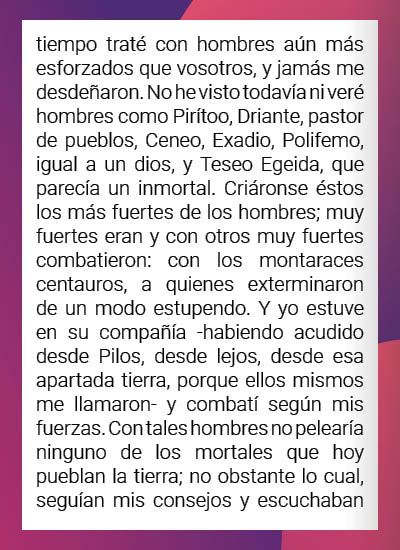 tiempo traté con hombres aún más
esforzados que vosotros, y jamás me
desdeñaron. No he visto todavía ni veré
hombres como Pirítoo, Driante, pastor
de pueblos, Ceneo, Exadio, Polifemo,
igual a un dios, y Teseo Egeida, que
parecía un inmortal. Criáronse éstos
los más fuertes de los hombres; muy
fuertes eran y con otros muy fuertes
combatieron: con los montaraces
centauros, a quienes exterminaron
de un modo estupendo. Y yo estuve
en su compañía -habiendo acudido
desde Pilos, desde lejos, desde esa
apartada tierra, porque ellos mismos
me llamaron- y combatí según mis
fuerzas. Con tales hombres no pelearía
ninguno de los mortales que hoy
pueblan la tierra; no obstante lo cual,
seguían mis consejos y escuchaban